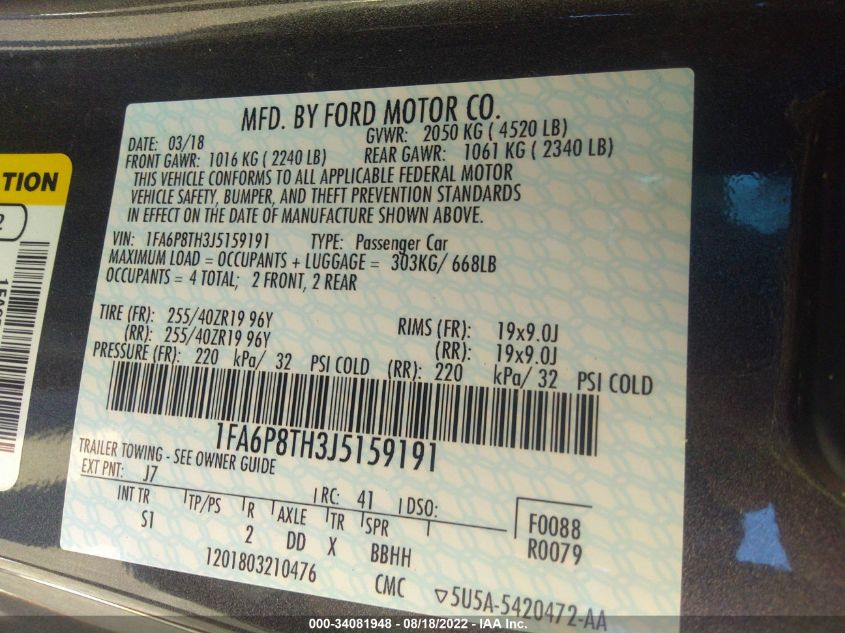 MFD. BY FORD MOTOR CO.
DATE: 03/18 GVWR: 2050 KG ( 4520 LB)
FRONT GAWR: 1016 KG ( 2240 LB) REAR GAWR: 1061 KG ( 2340 LB)
THIS VEHICLE CONFORMS TO ALL APPLICABLE FEDERAL MOTOR
VEHICLE SAFETY, BUMPER, AND THEFT PREVENTION STANDARDS
IN EFFECT ON THE DATE OF MANUFACTURE SHOWN ABOVE.
VIN: 1FA6P8TH3J5159191 TYPE: Passenger Car
MAXIMUM LOAD = OCCUPANTS + LUGGAGE = 303KG/ 668LB
OCCUPANTS = 4 TOTAL; 2 FRONT, 2 REAR
TIRE (FR): 255/40ZR19 96Y RIMS (FR): 19x9.0J
(RR): 255/40ZR19 96Y (RR): 19x9.0J
PRESSURE (FR): 220 kPa/ 32 PSI COLD (RR): 220 kPa/ 32 PSI COLD
1FA6P8TH3J5159191
TRAILER TOWING - SEE OWNER GUIDE
EXT PNT: J7 RC: 41 DSO:
INT TR TP/PS R AXLE TR SPR
S1 2 DD X BBHH
F0088
R0079
1201803210476 CMC 5U5A-5420472-AA
TION
2
000-34081948 - 08/18/2022 - IAA Inc.